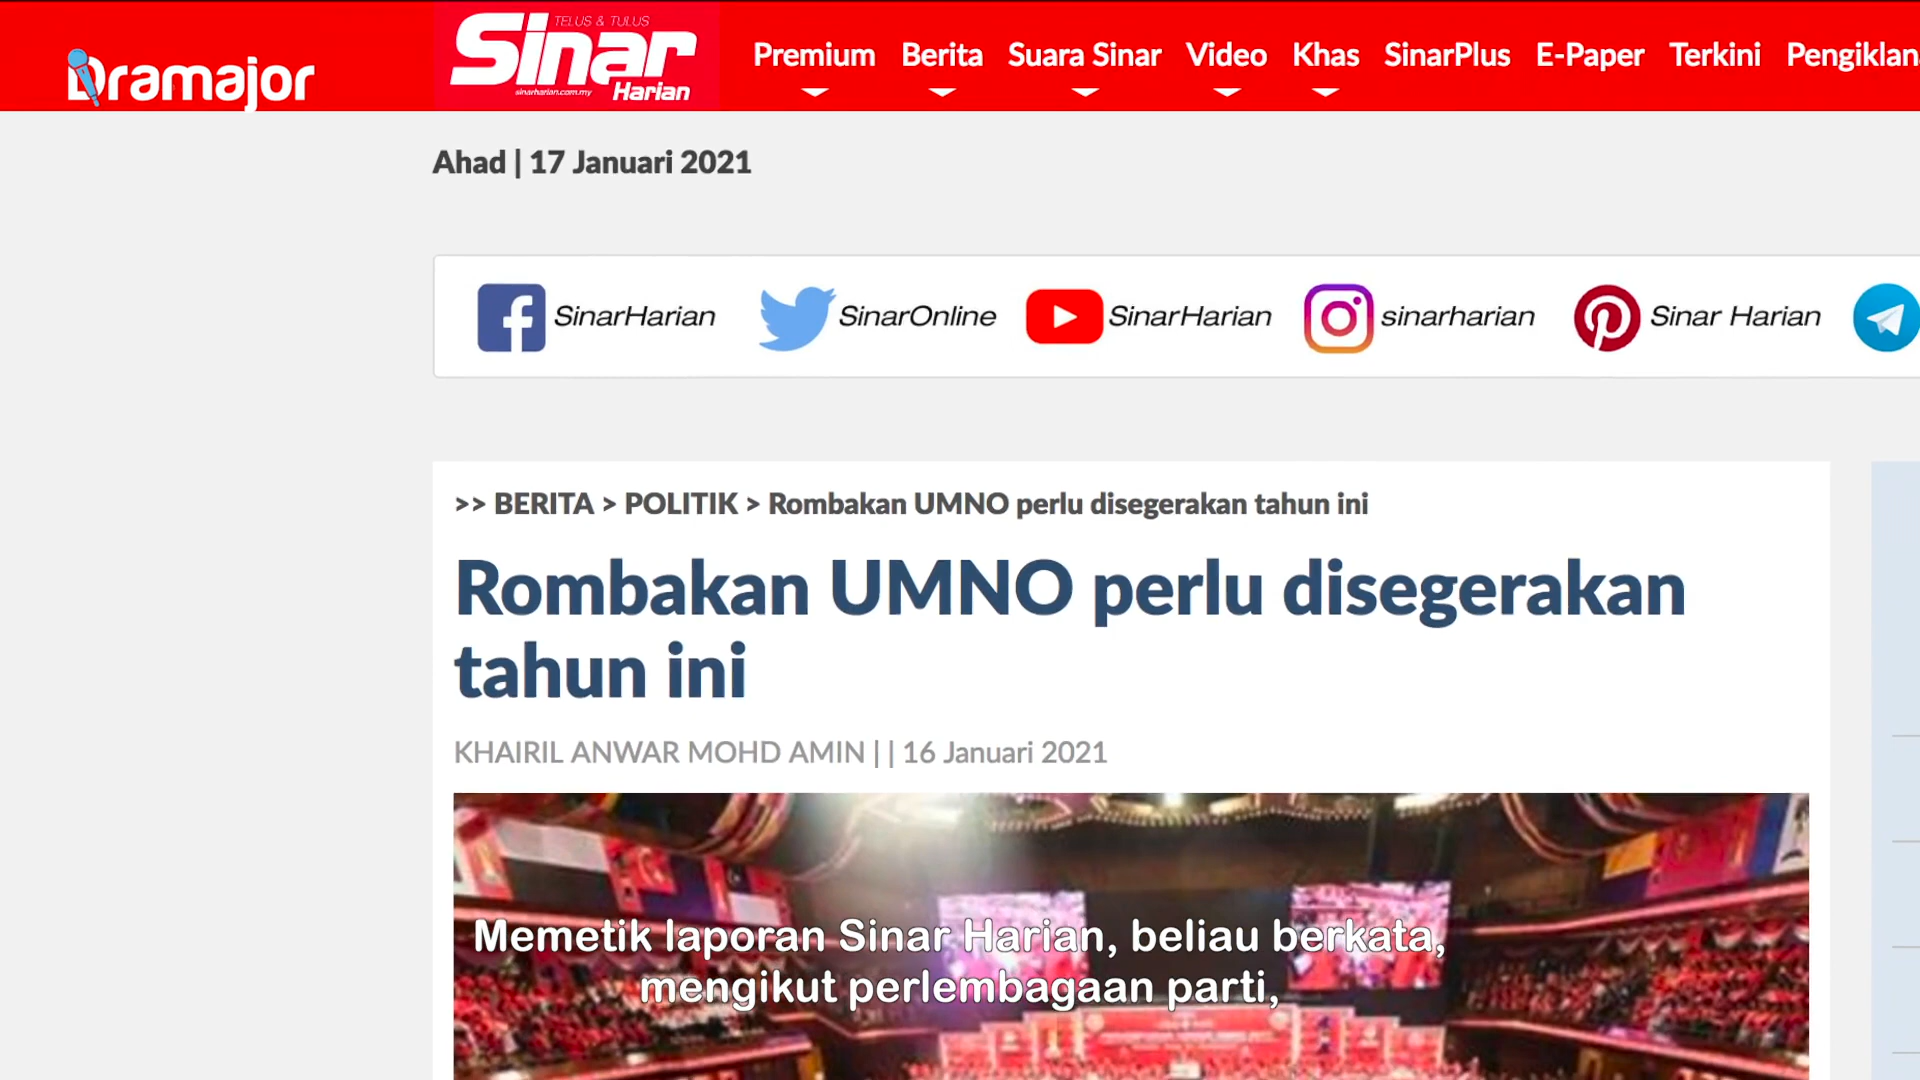 Dramajor
TELUS & TULUS
Sinar
Harian
sinarharian.com.my
Premium Berita Suara Sinar Video Khas SinarPlus E-Paper Terkini Pengiklan
Ahad | 17 Januari 2021
SinarHarian SinarOnline SinarHarian sinarharian Sinar Harian
>> BERITA > POLITIK > Rombakan UMNO perlu disegerakan tahun ini
Rombakan UMNO perlu disegerakan
tahun ini
KHAIRIL ANWAR MOHD AMIN | | 16 Januari 2021
Memetik laporan Sinar Harian, beliau berkata,
mengikut perlembagaan parti,